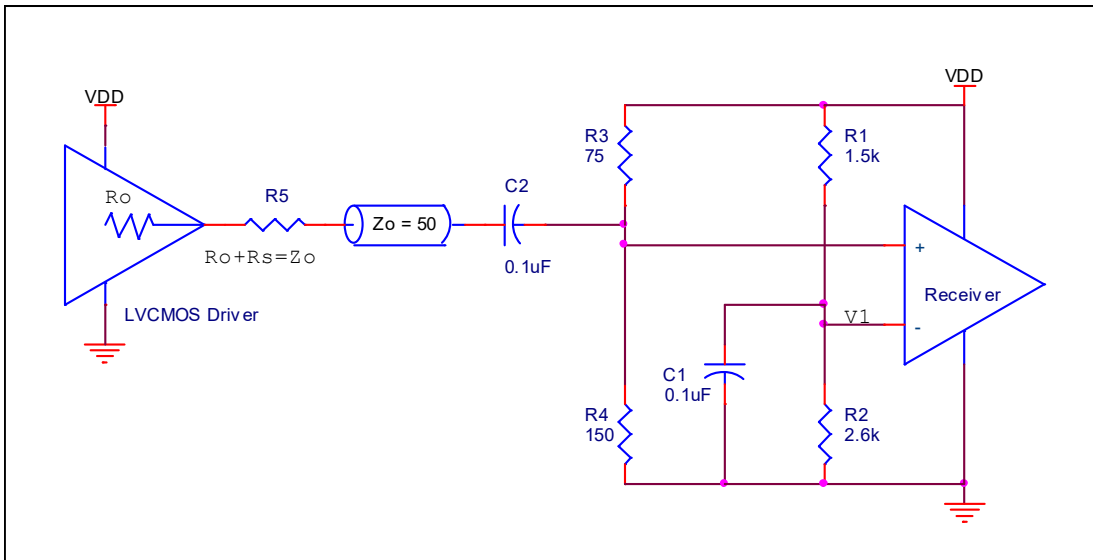 VDD
Ro
R5
Ro+Rs=Zo
LVCMOS Driver
Zo = 50
C2
0.1uF
VDD
R3
75
R1
1.5k
+
Receiver
V1
-
C1
0.1uF
R4
150
R2
2.6k